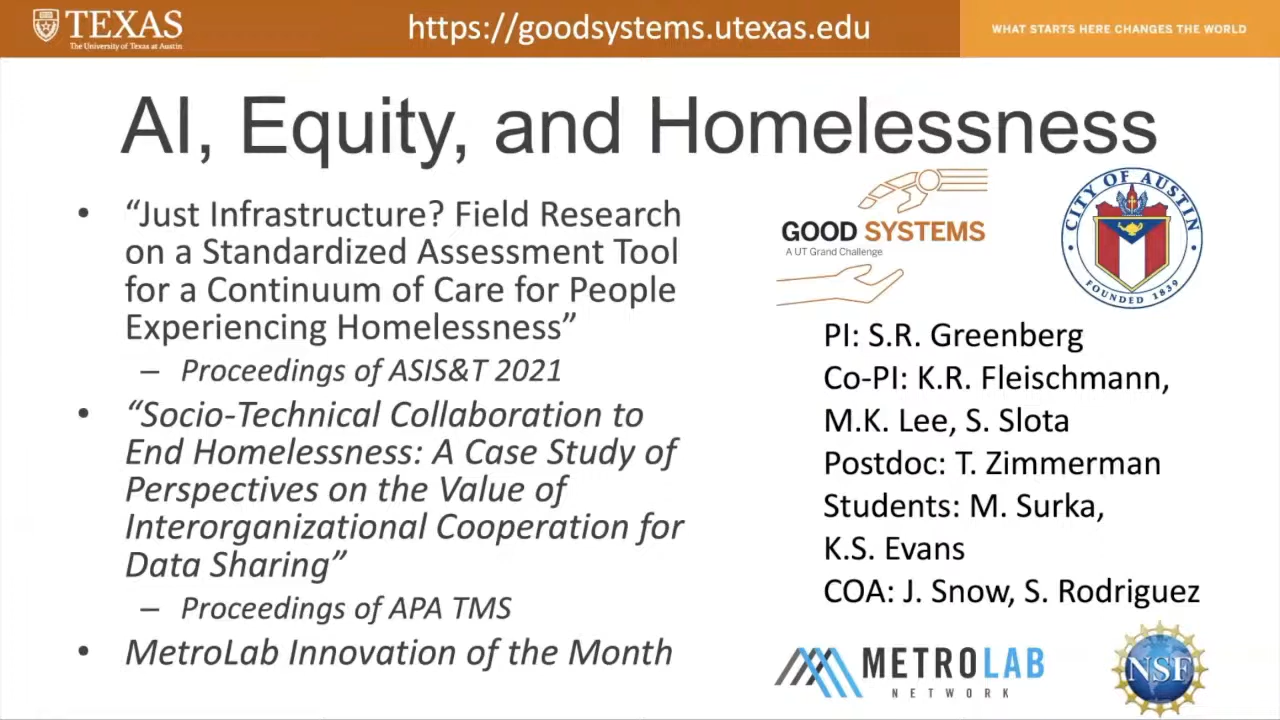 TEXAS
The University of Texas at Austin
https://goodsystems.utexas.edu
WHAT STARTS HERE CHANGES THE WORLD
AI, Equity, and Homelessness
• “Just Infrastructure? Field Research
on a Standardized Assessment Tool
for a Continuum of Care for People
Experiencing Homelessness”
– Proceedings of ASIS&T 2021
• “Socio-Technical Collaboration to
End Homelessness: A Case Study of
Perspectives on the Value of
Interorganizational Cooperation for
Data Sharing”
– Proceedings of APA TMS
• MetroLab Innovation of the Month
GOOD SYSTEMS
A UT Grand Challenge
CITY OF AUSTIN
FOUNDED 1839
PI: S.R. Greenberg
Co-PI: K.R. Fleischmann,
M.K. Lee, S. Slota
Postdoc: T. Zimmerman
Students: M. Surka,
K.S. Evans
COA: J. Snow, S. Rodriguez
METROLAB
NETWORK
NSF